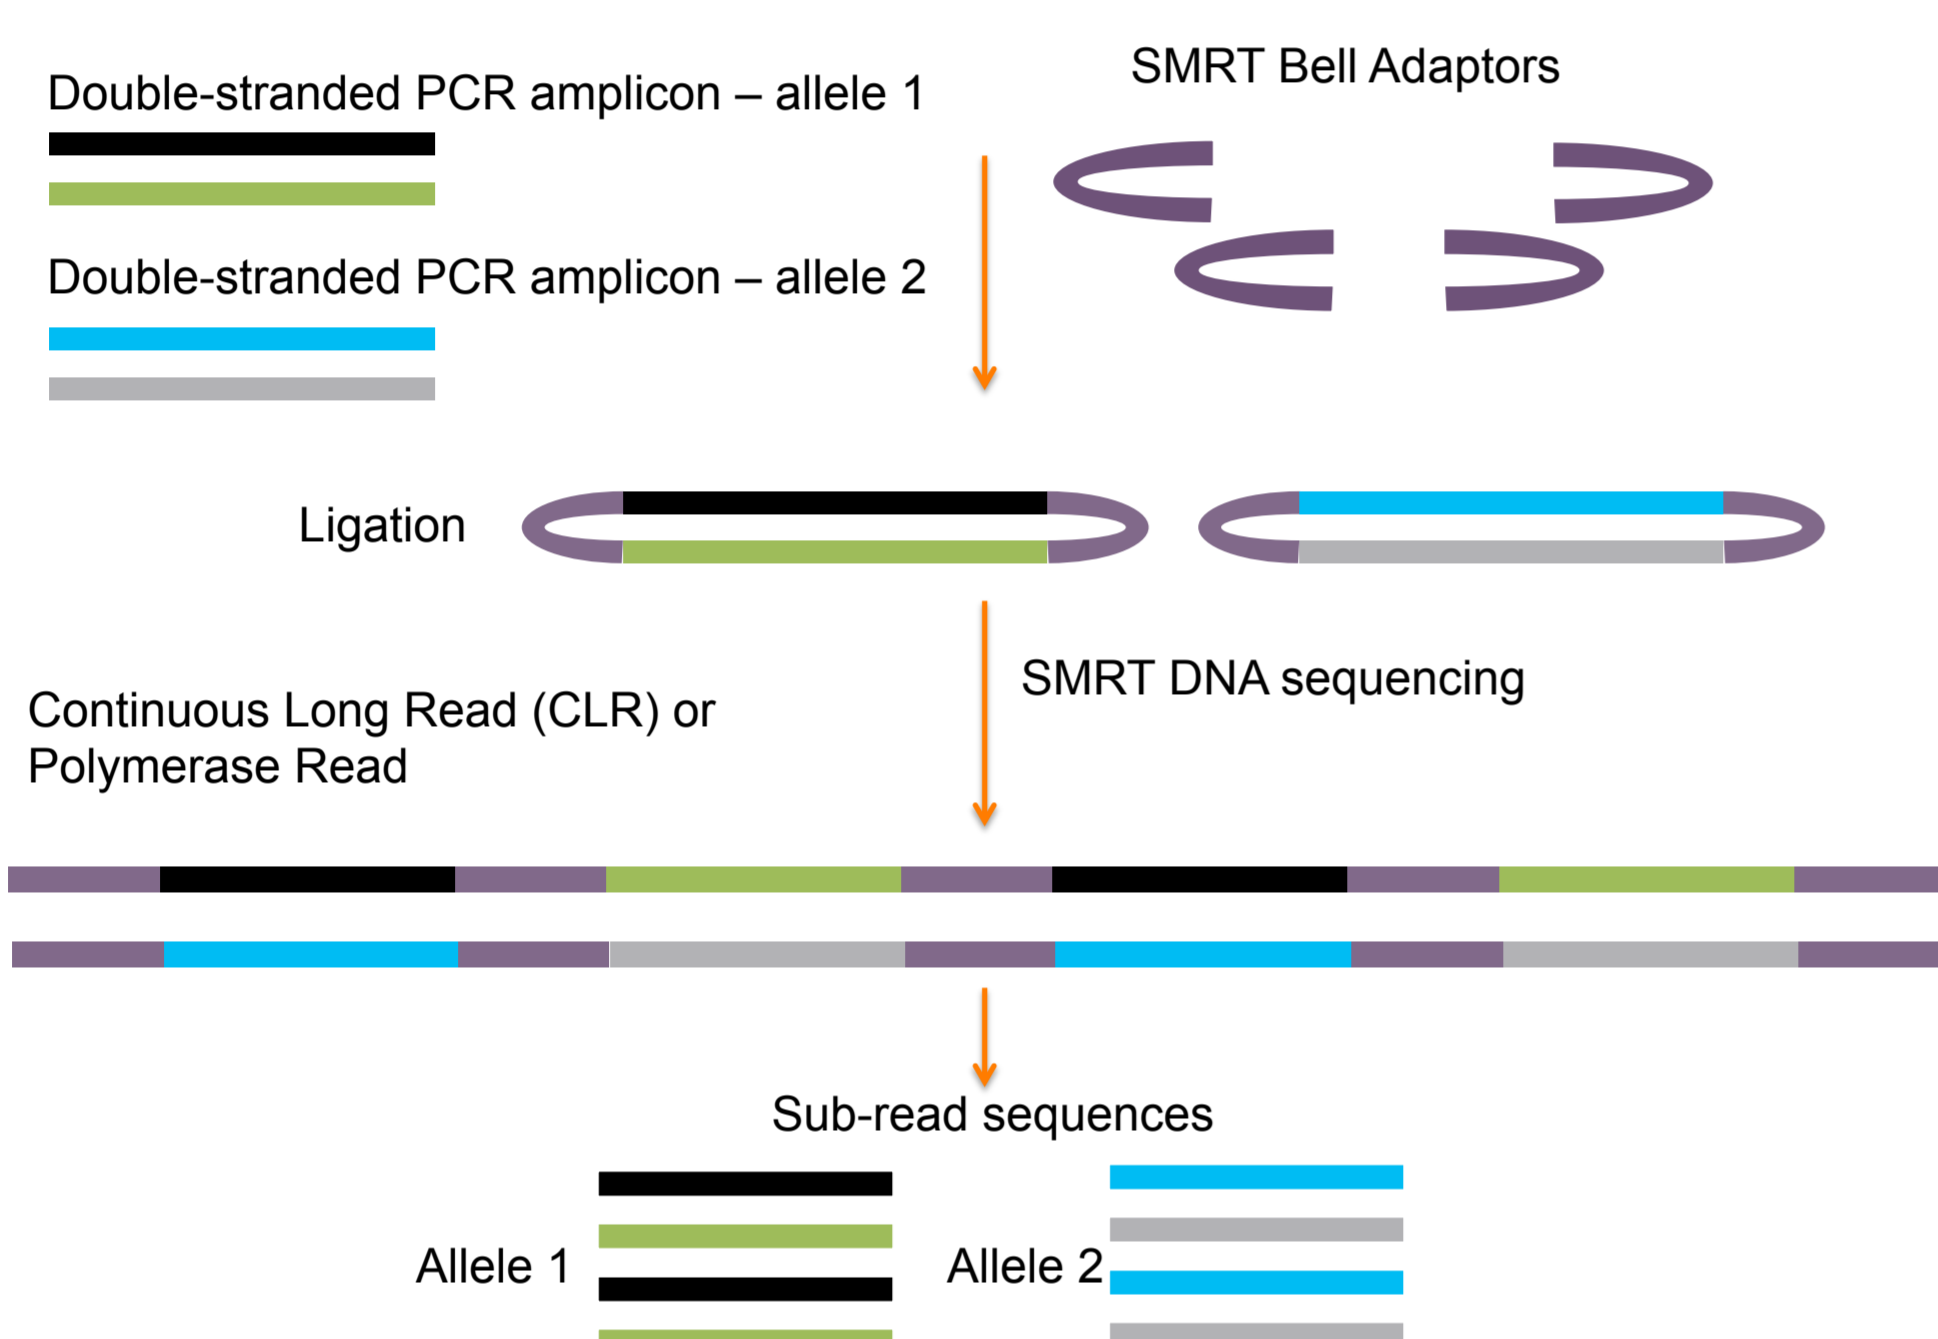 Double-stranded PCR amplicon – allele 1
SMRT Bell Adaptors
Double-stranded PCR amplicon – allele 2
Ligation
SMRT DNA sequencing
Continuous Long Read (CLR) or
Polymerase Read
Sub-read sequences
Allele 1
Allele 2